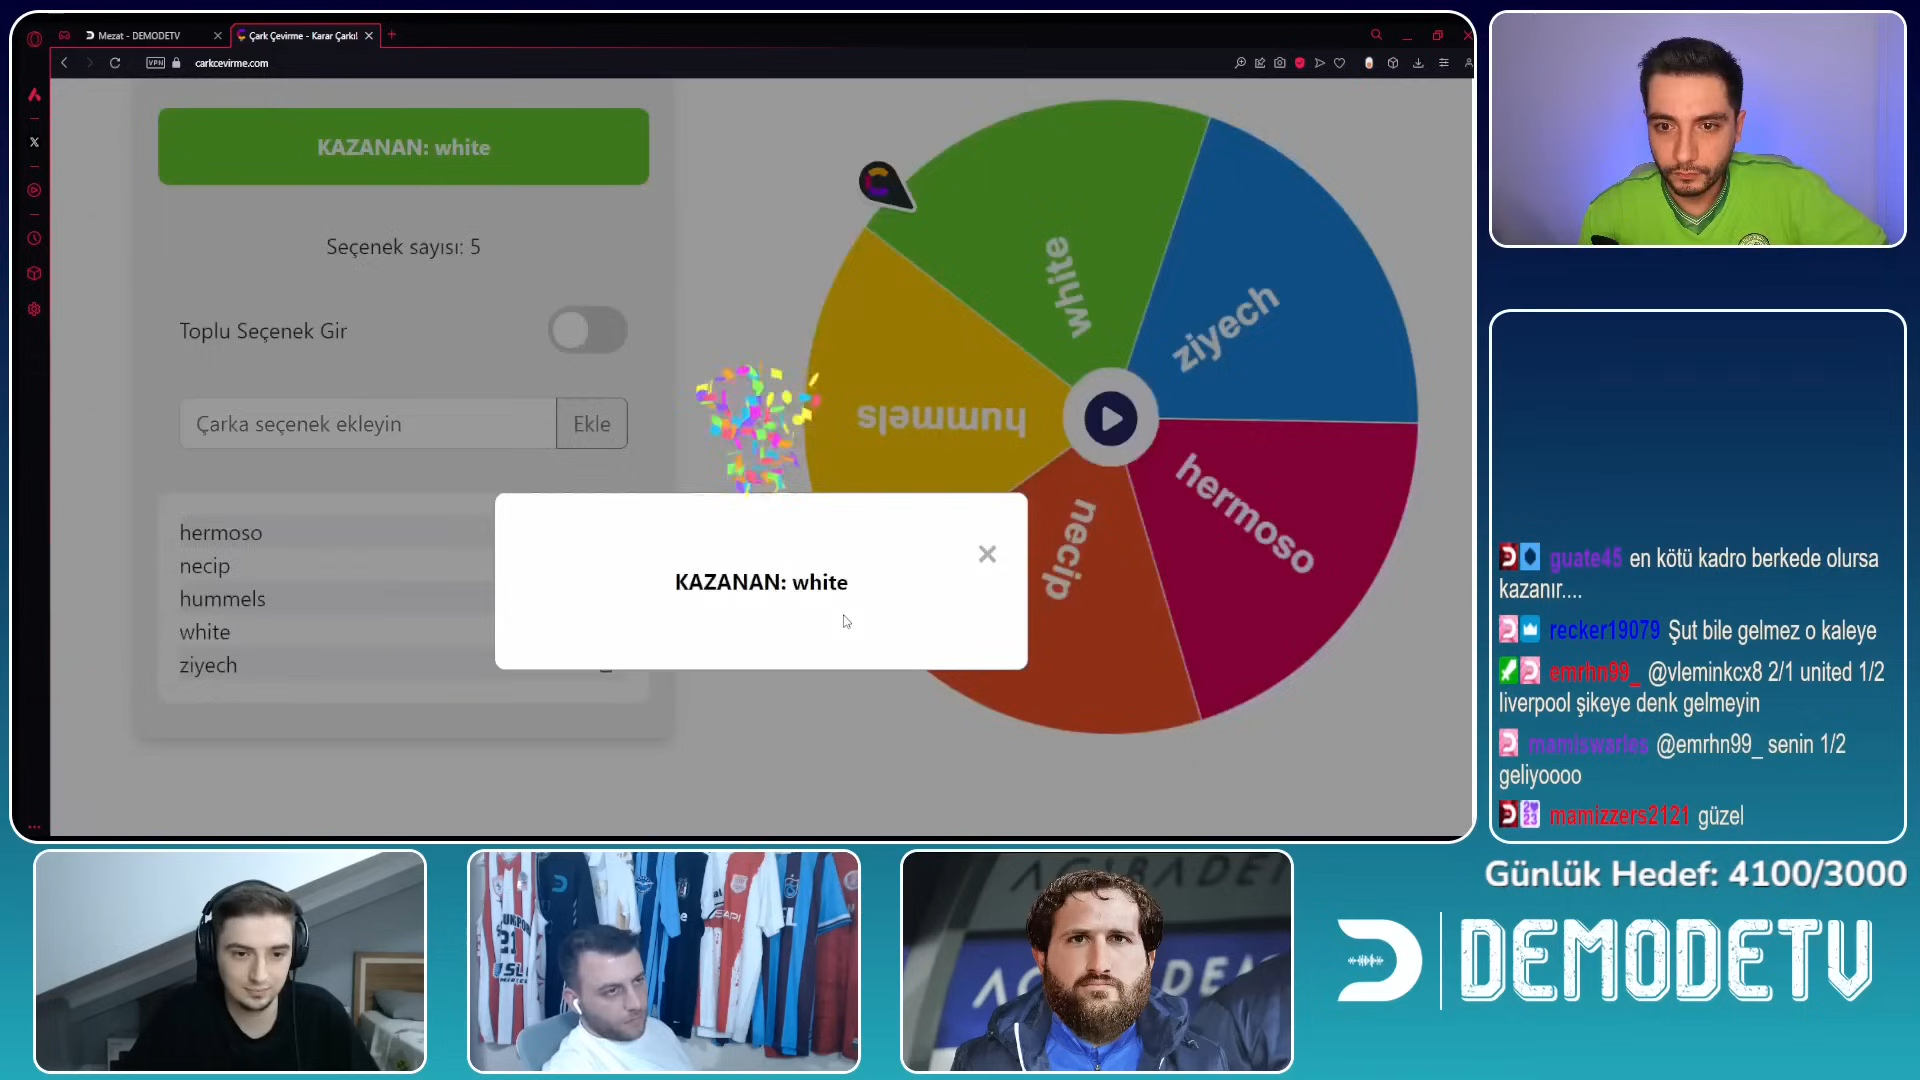 Mezat - DEMODETV
Çark Çevirme - Karar Çarkı!
VPN
carkcevirme.com
KAZANAN: white
Seçenek sayısı: 5
Toplu Seçenek Gir
Çarka seçenek ekleyin
Ekle
hermoso
necip
hummels
white
ziyech
white
ziyech
hummels
hermoso
necip
KAZANAN: white
guate45 en kötü kadro berkede olursa
kazanır....
recker19079 Şut bile gelmez o kaleye
emrhn99_ @vleminkcx8 2/1 united 1/2
liverpool şikeye denk gelmeyin
mamiswarles @emrhn99_ senin 1/2
geliyoooo
mamizzers2121 güzel
Günlük Hedef: 4100/3000
DEMODETV
21